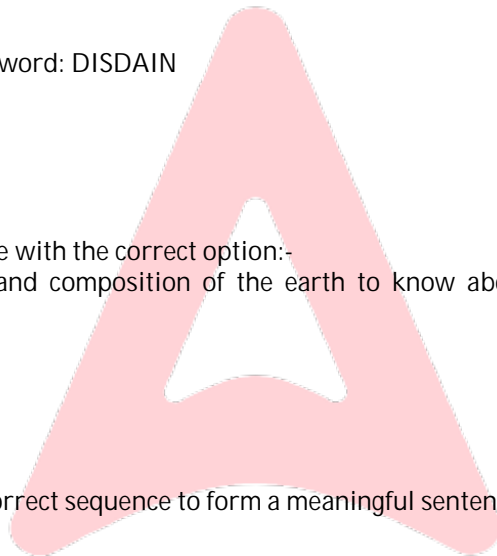 word: DISDAIN
e with the correct option:-
and composition of the earth to know abo
orrect sequence to form a meaningful senten